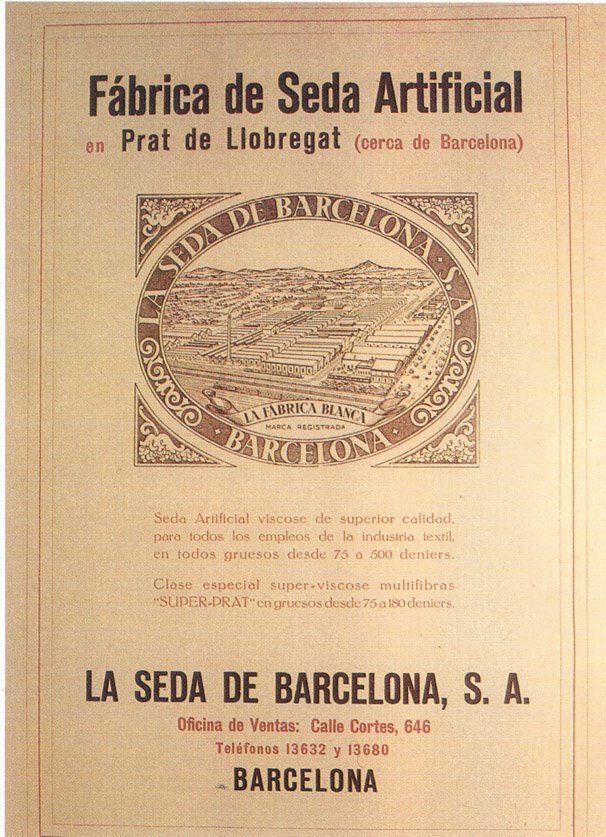 Fábrica de Seda Artificial
en Prat de Llobregat (cerca de Barcelona)
LA SEDA DE BARCELONA · S. A.
LA FABRICA BLANCA
MARCA REGISTRADA
BARCELONA
Seda Artificial viscose de superior calidad,
para todos los empleos de la industria textil,
en todos gruesos desde 75 a 500 deniers.
Clase especial super-viscose multifibras
"SUPER-PRAT" en gruesos desde 75 a 180 deniers.
LA SEDA DE BARCELONA, S. A.
Oficina de Ventas: Calle Cortes, 646
Teléfonos 13632 y 13680
BARCELONA